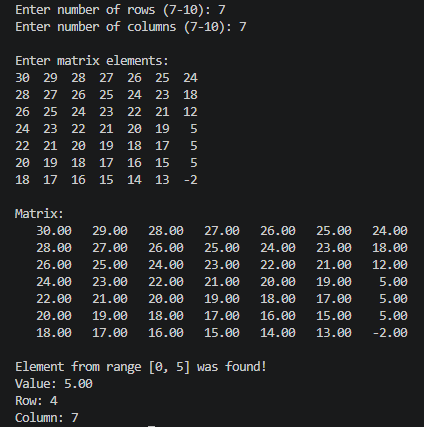 Enter number of rows (7-10): 7
Enter number of columns (7-10): 7
Enter matrix elements:
30 29 28 27 26 25 24
28 27 26 25 24 23 18
26 25 24 23 22 21 12
24 23 22 21 20 19 5
22 21 20 19 18 17 5
20 19 18 17 16 15 5
18 17 16 15 14 13 -2
Matrix:
30.00 29.00 28.00 27.00 26.00 25.00 24.00
28.00 27.00 26.00 25.00 24.00 23.00 18.00
26.00 25.00 24.00 23.00 22.00 21.00 12.00
24.00 23.00 22.00 21.00 20.00 19.00 5.00
22.00 21.00 20.00 19.00 18.00 17.00 5.00
20.00 19.00 18.00 17.00 16.00 15.00 5.00
18.00 17.00 16.00 15.00 14.00 13.00 -2.00
Element from range [0, 5] was found!
Value: 5.00
Row: 4
Column: 7